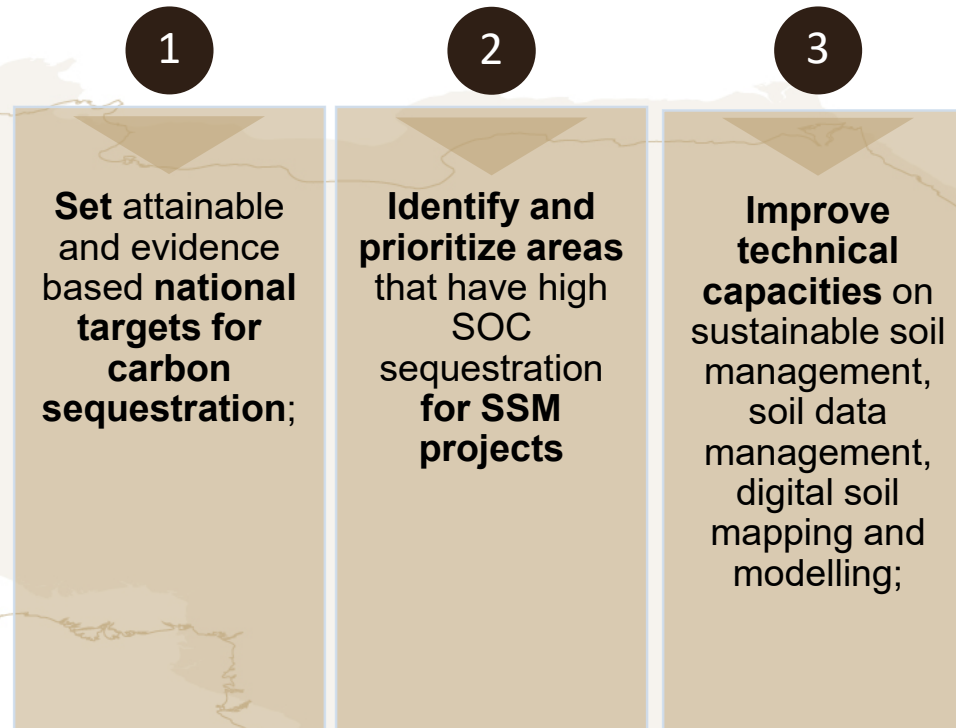 1
Set attainable
and evidence
based national
targets for
carbon
sequestration;
2
Identify and
prioritize areas
that have high
SOC
sequestration
for SSM
projects
3
Improve
technical
capacities on
sustainable soil
management,
soil data
management,
digital soil
mapping and
modelling;